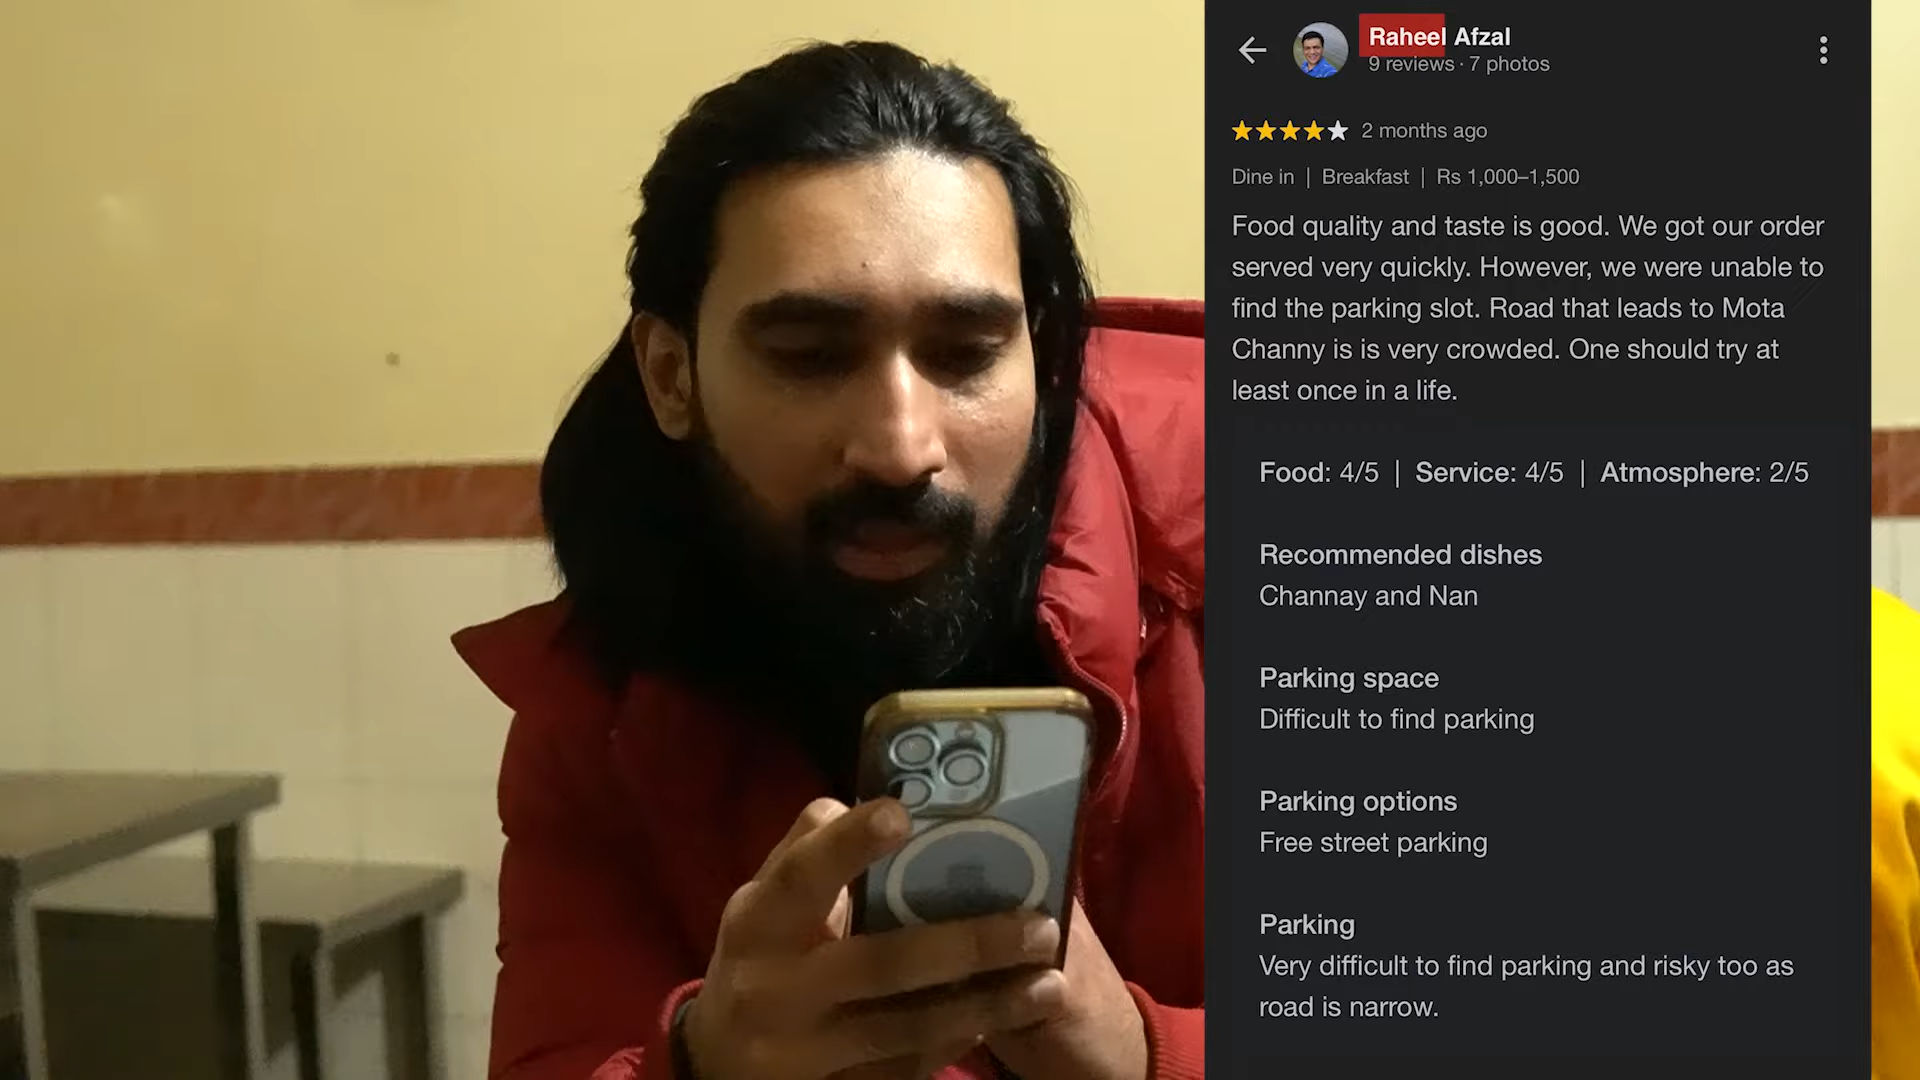 Raheel Afzal
9 reviews · 7 photos
2 months ago
Dine in | Breakfast | Rs 1,000–1,500
Food quality and taste is good. We got our order
served very quickly. However, we were unable to
find the parking slot. Road that leads to Mota
Channy is is very crowded. One should try at
least once in a life.
Food: 4/5 | Service: 4/5 | Atmosphere: 2/5
Recommended dishes
Channay and Nan
Parking space
Difficult to find parking
Parking options
Free street parking
Parking
Very difficult to find parking and risky too as
road is narrow.